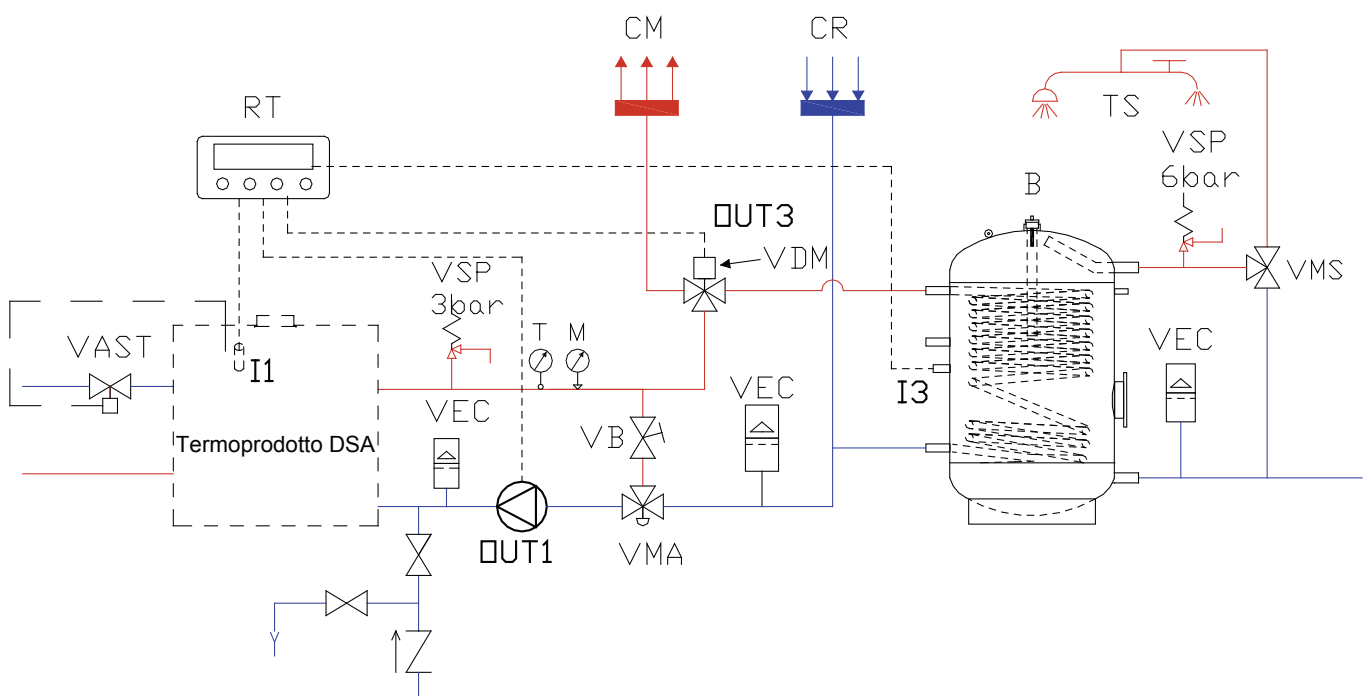 CM
CR
TS
RT
VSP
6bar
B
OUT3
VDM
VMS
VSP
3bar
VAST
T
M
I1
I3
VEC
VEC
VEC
VB
Termoprodotto DSA
OUT1
VMA